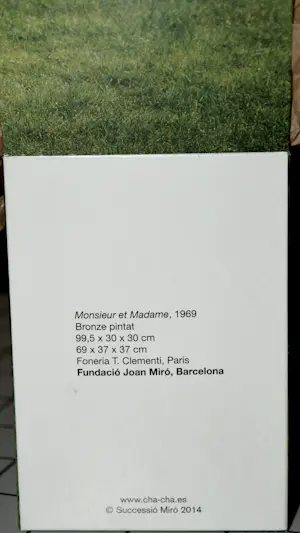 Monsieur et Madame, 1969
Bronze pintat
99,5 x 30 x 30 cm
69 x 37 x 37 cm
Foneria T. Clementi, Paris
Fundació Joan Miró, Barcelona
www.cha-cha.es
© Successió Miró 2014